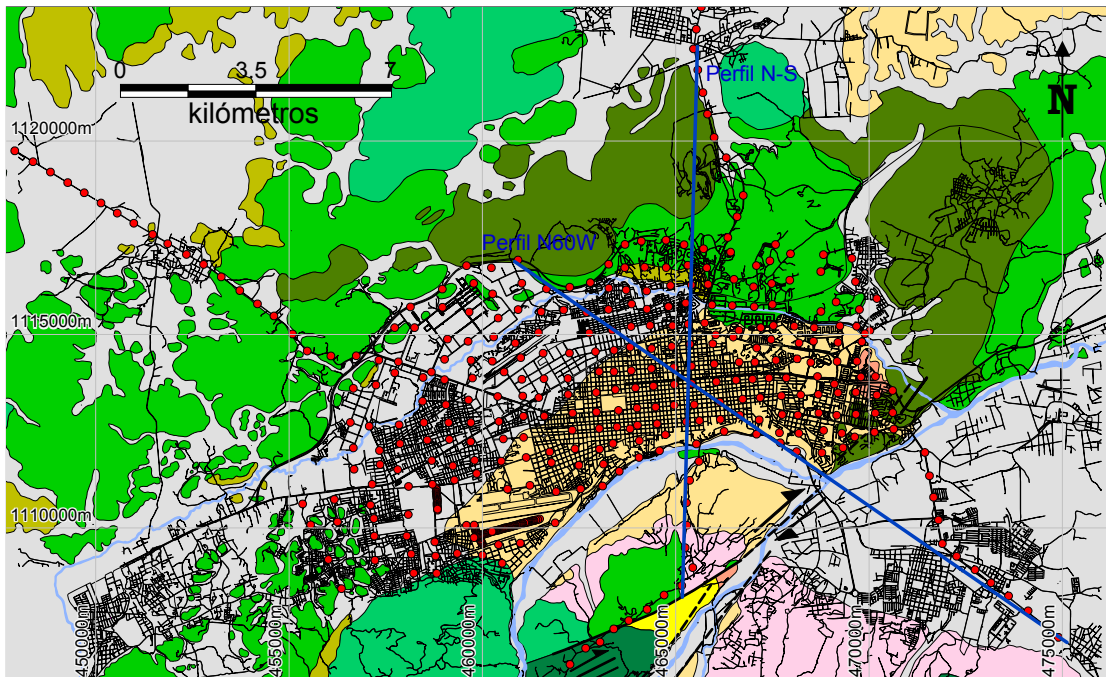 0 3.5 7
kilómetros
Perfil N-S
N
1120000m
Perfil N60W
1115000m
1110000m
450000m
455000m
460000m
465000m
470000m
475000m